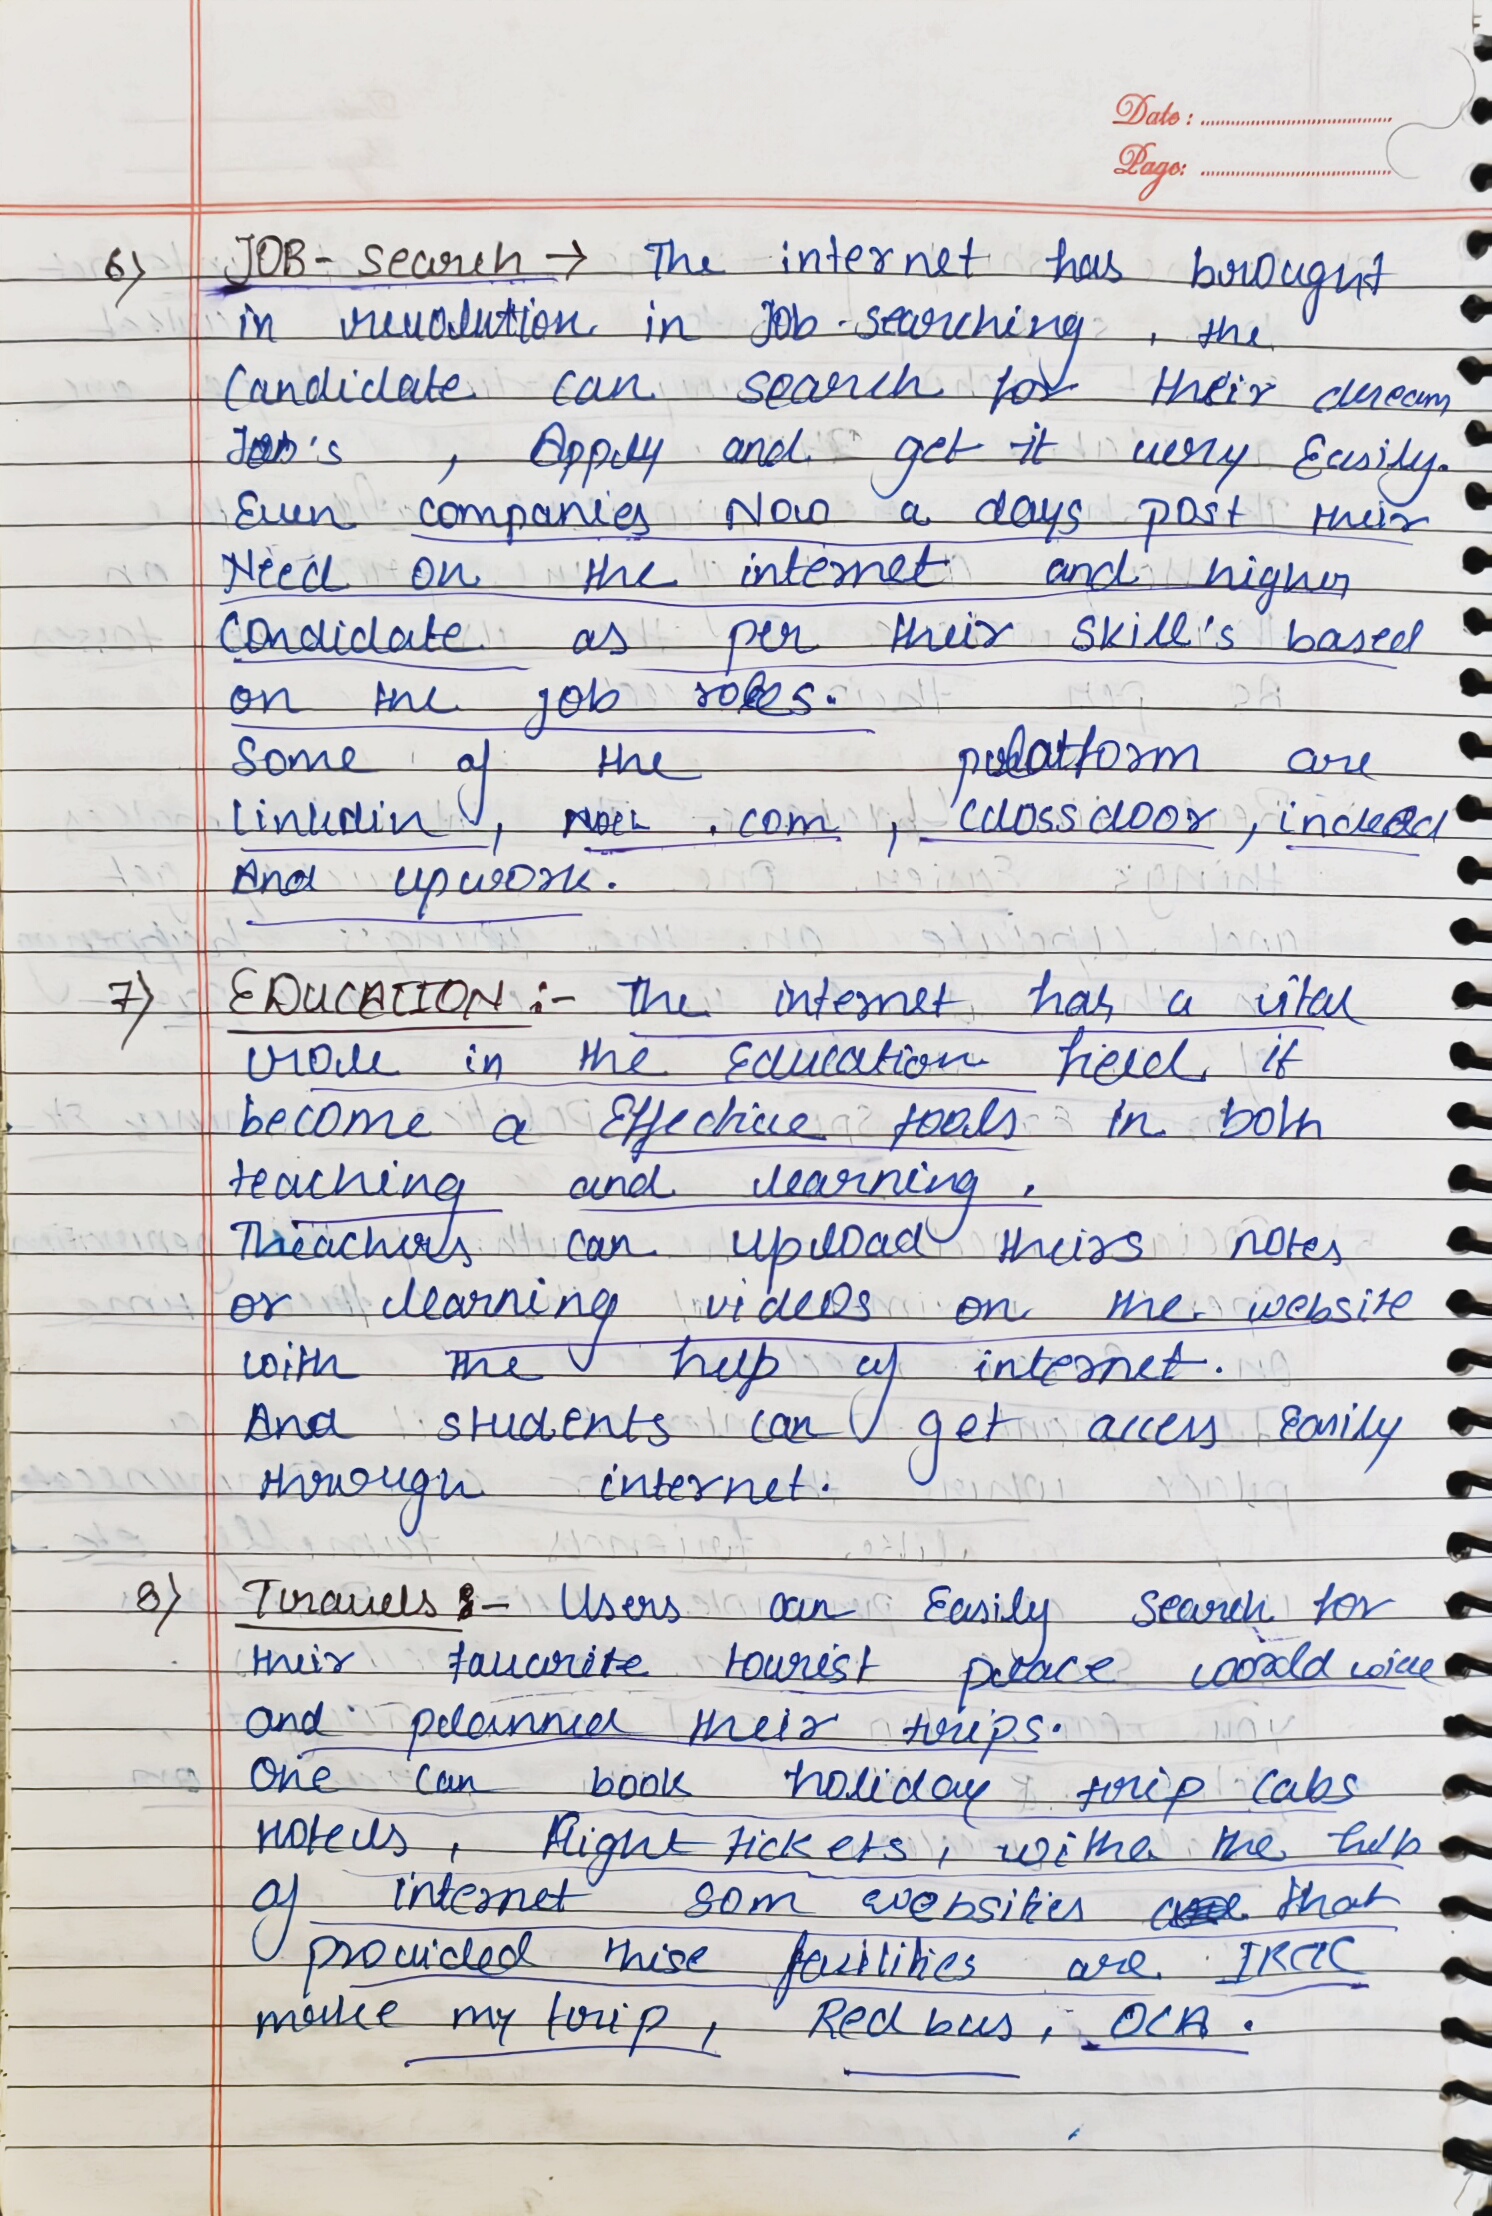 Date :
Page:
6) JOB - search → The internet has brought
in revolution in Job - searching , the
Candidate can search for their dream
Job's , Apply and get it very Easily.
Even companies Now a days post their
Need on the internet and higher
Candidate as per their skill's based
on the job roles.
Some of the platform are
linkdin , .com , Glossdoor , indeed
And upwork .
7) EDUCATION :- The internet has a vital
role in the Education field, it
become a Effective tools in both
teaching and learning .
Theachers can upload theirs notes
or learning videos on the website
with the help of internet .
And students can get access Easily
through internet .
8) Travels :- Users can Easily Search for
their favourite tourist place world wide
and planned their trips.
One can book holiday trip cabs
Hotels , flight tickets , withe the help
of internet som websities that
provided thise facilities are IRCTC
make my trip , Red bus , OLA .